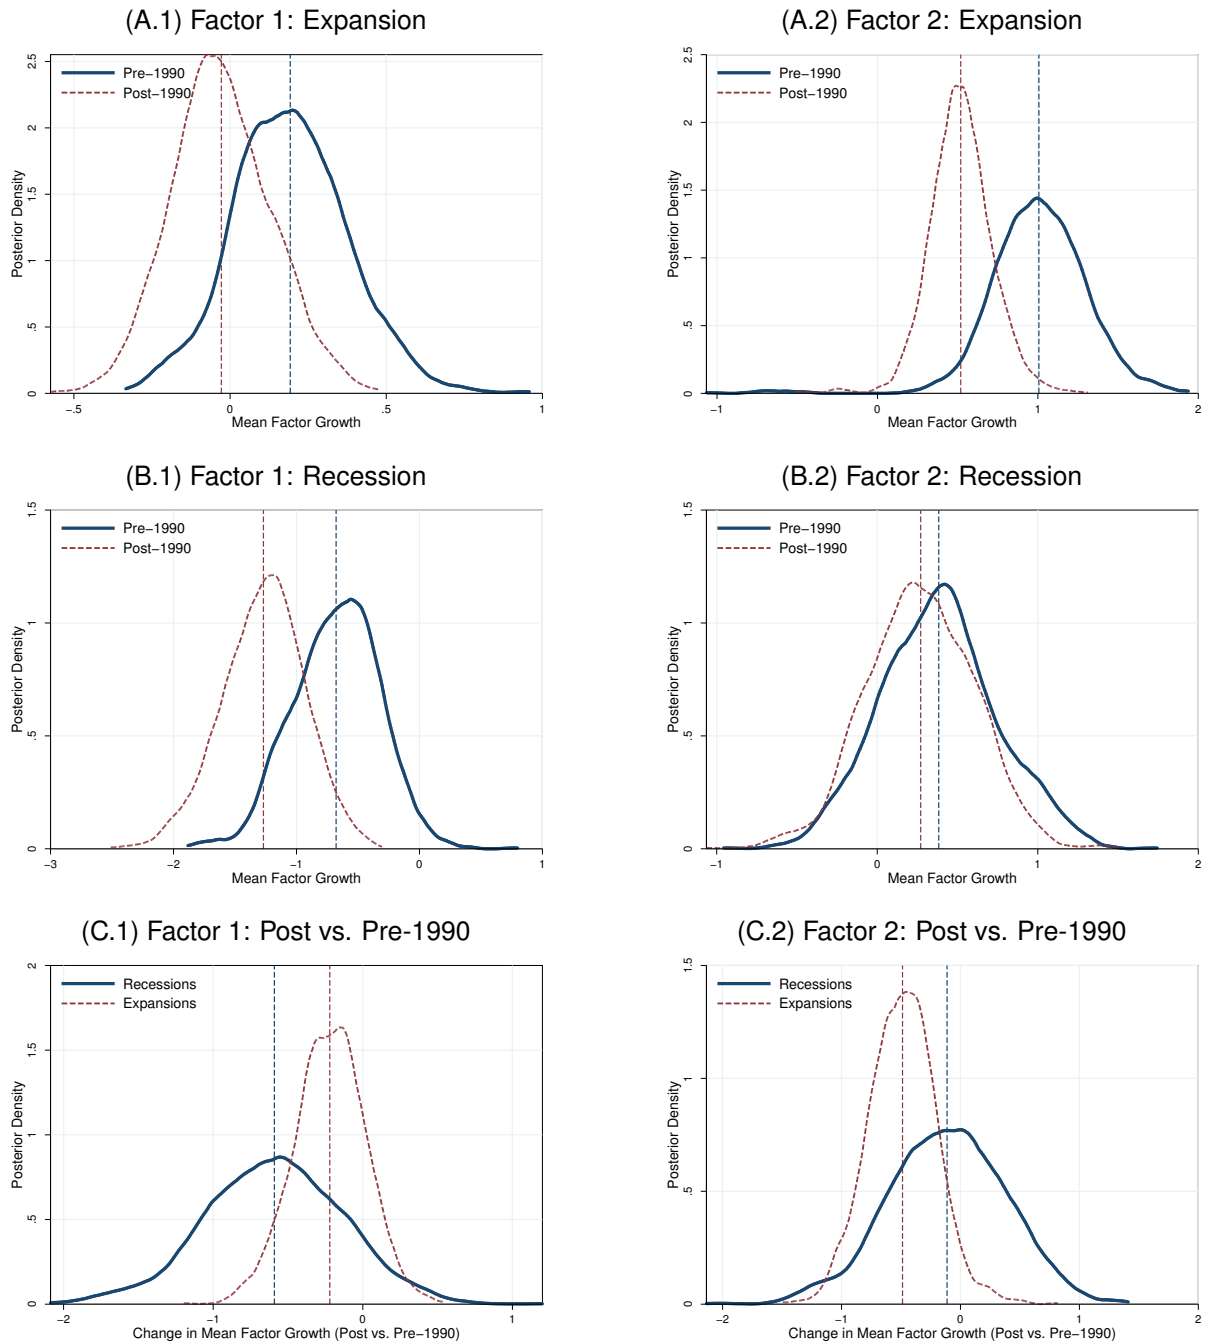 (A.1) Factor 1: Expansion
Pre−1990
Post−1990
Posterior Density
0 .5 1 1.5 2 2.5
−.5 0 .5 1
Mean Factor Growth
(A.2) Factor 2: Expansion
Pre−1990
Post−1990
Posterior Density
0 .5 1 1.5 2 2.5
−1 0 1 2
Mean Factor Growth
(B.1) Factor 1: Recession
Pre−1990
Post−1990
Posterior Density
0 .5 1 1.5
−3 −2 −1 0 1
Mean Factor Growth
(B.2) Factor 2: Recession
Pre−1990
Post−1990
Posterior Density
0 .5 1 1.5
−1 0 1 2
Mean Factor Growth
(C.1) Factor 1: Post vs. Pre-1990
Recessions
Expansions
Posterior Density
0 .5 1 1.5 2
−2 −1 0 1
Change in Mean Factor Growth (Post vs. Pre−1990)
(C.2) Factor 2: Post vs. Pre-1990
Recessions
Expansions
Posterior Density
0 .5 1 1.5
−2 −1 0 1 2
Change in Mean Factor Growth (Post vs. Pre−1990)